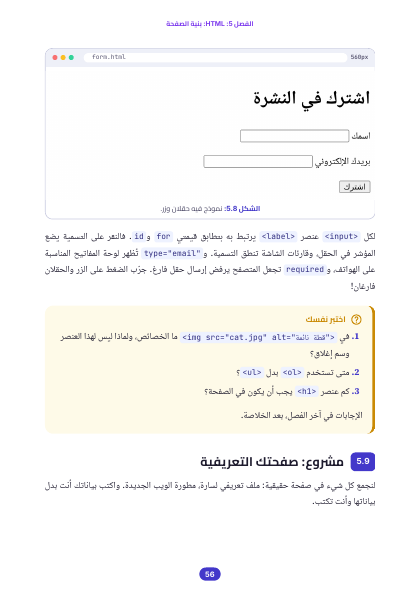 الفصل 5: HTML: بنية الصفحة
form.html
560px
اشترك في النشرة
اسمك
بريدك الإلكتروني
اشترك
الشكل 5.8: نموذج فيه حقلان وزر.
لكل <input> عنصر <label> يرتبط به بتطابق قيمتي for و id. فالنقر على التسمية يضع
المؤشر في الحقل، وقارئات الشاشة تنطق التسمية. و type="email" تُظهر لوحة المفاتيح المناسبة
على الهواتف، و required تجعل المتصفح يرفض إرسال حقل فارغ. جرّب الضغط على الزر والحقلان
فارغان!
اختبر نفسك
1. في <img src="cat.jpg" alt="قطة نائمة"> ما الخصائص، ولماذا ليس لهذا العنصر
وسم إغلاق؟
2. متى تستخدم <ol> بدل <ul>؟
3. كم عنصر <h1> يجب أن يكون في الصفحة؟
الإجابات في آخر الفصل، بعد الخلاصة.
5.9 مشروع: صفحتك التعريفية
لنجمع كل شيء في صفحة حقيقية: ملف تعريفي لسارة، مطورة الويب الجديدة. واكتب بياناتك أنت بدل
بياناتها وأنت تكتب.
56